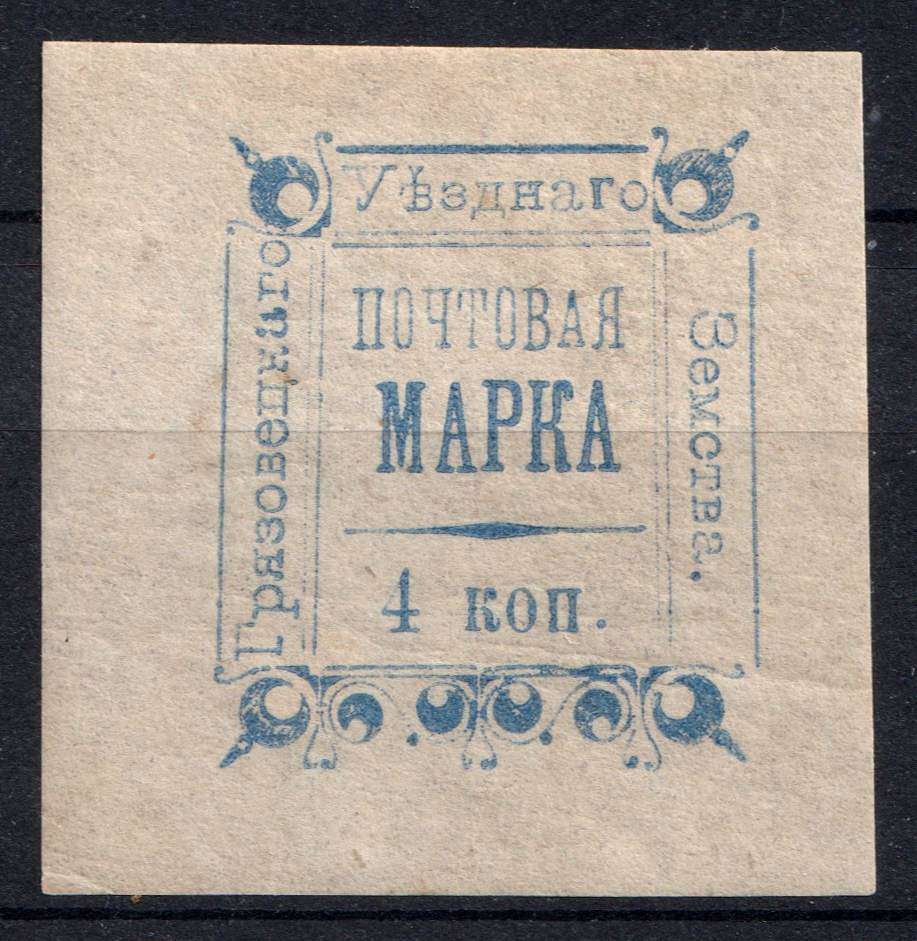 Грязовецкаго
Уѣзднаго
Земства.
ПОЧТОВАЯ
МАРКА
4 коп.